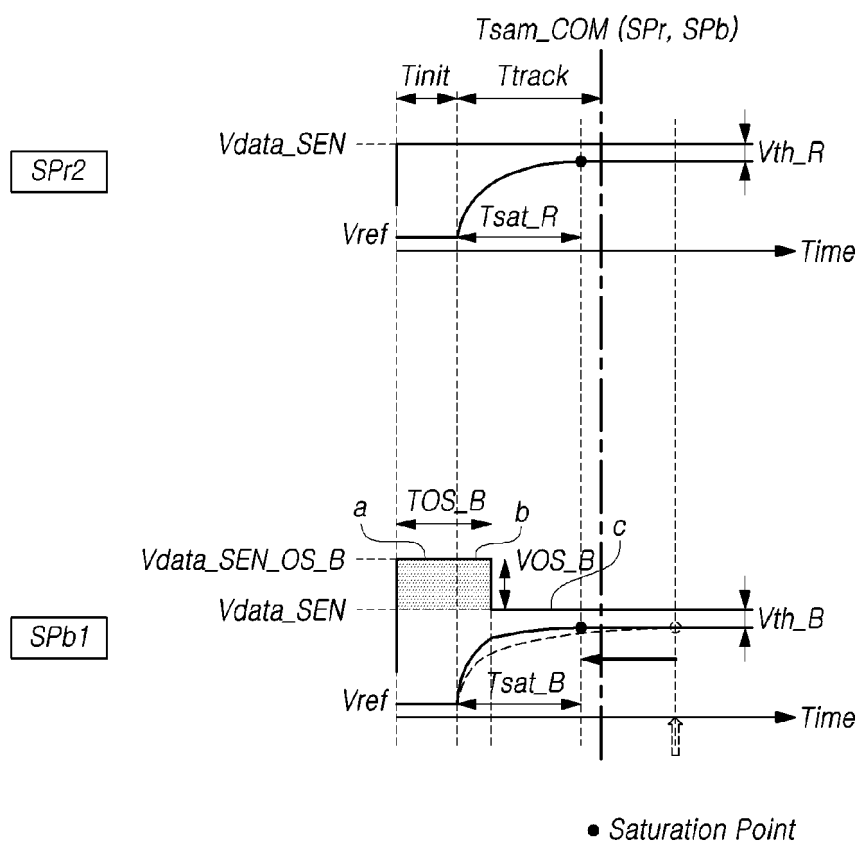 Tsam_COM (SPr, SPb)
Tinit
Ttrack
Vdata_SEN
SPr2
Vth_R
Tsat_R
Vref
Time
TOS_B
a
b
c
Vdata_SEN_OS_B
VOS_B
Vdata_SEN
SPb1
Vth_B
Tsat_B
Vref
Time
● Saturation Point